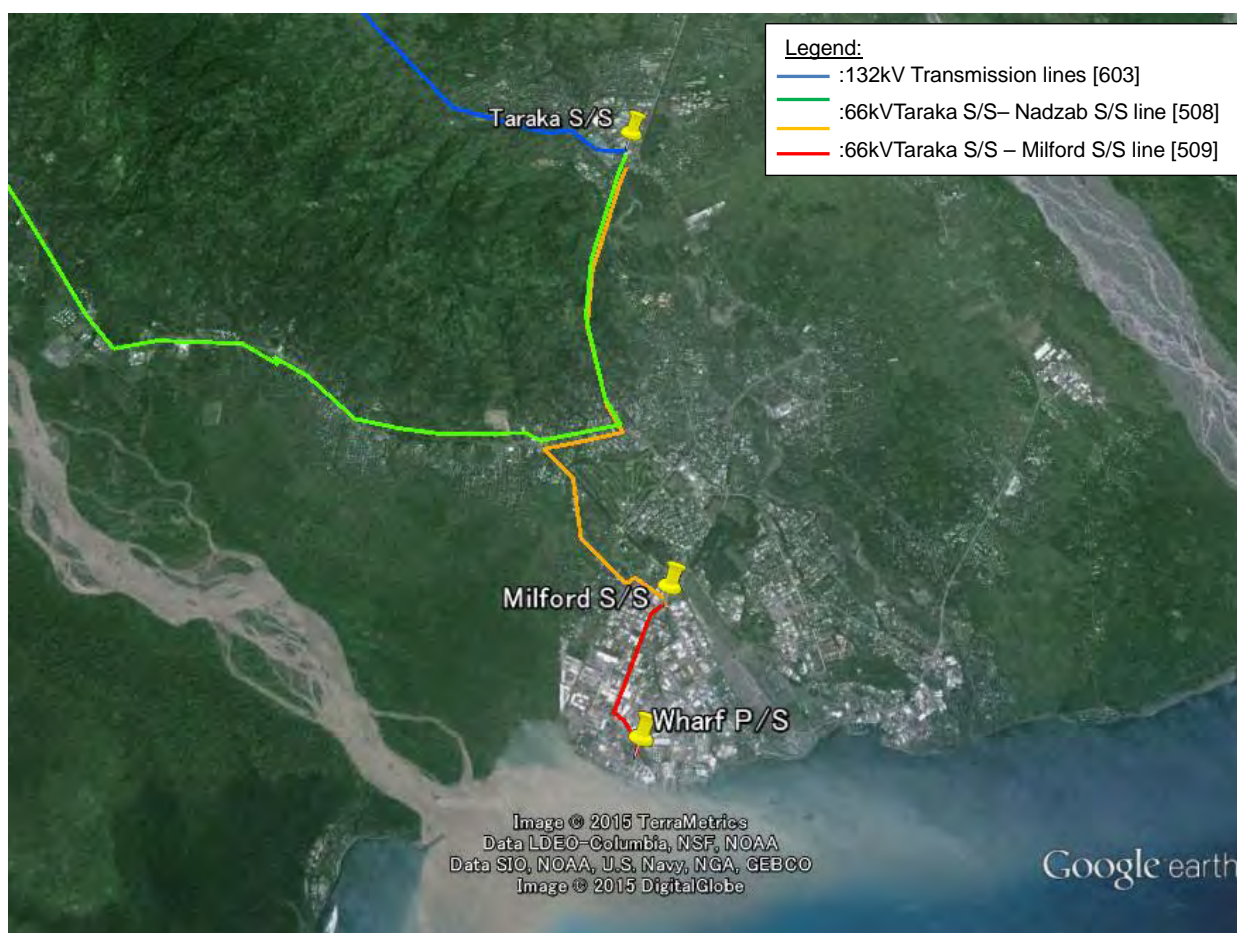 Legend:
:132kV Transmission lines [603]
:66kVTaraka S/S– Nadzab S/S line [508]
:66kVTaraka S/S – Milford S/S line [509]
Taraka S/S
Milford S/S
Wharf P/S
Image © 2015 TerraMetrics
Data LDEO-Columbia, NSF, NOAA
Data SIO, NOAA, U.S. Navy, NGA, GEBCO
Image © 2015 DigitalGlobe
Google earth